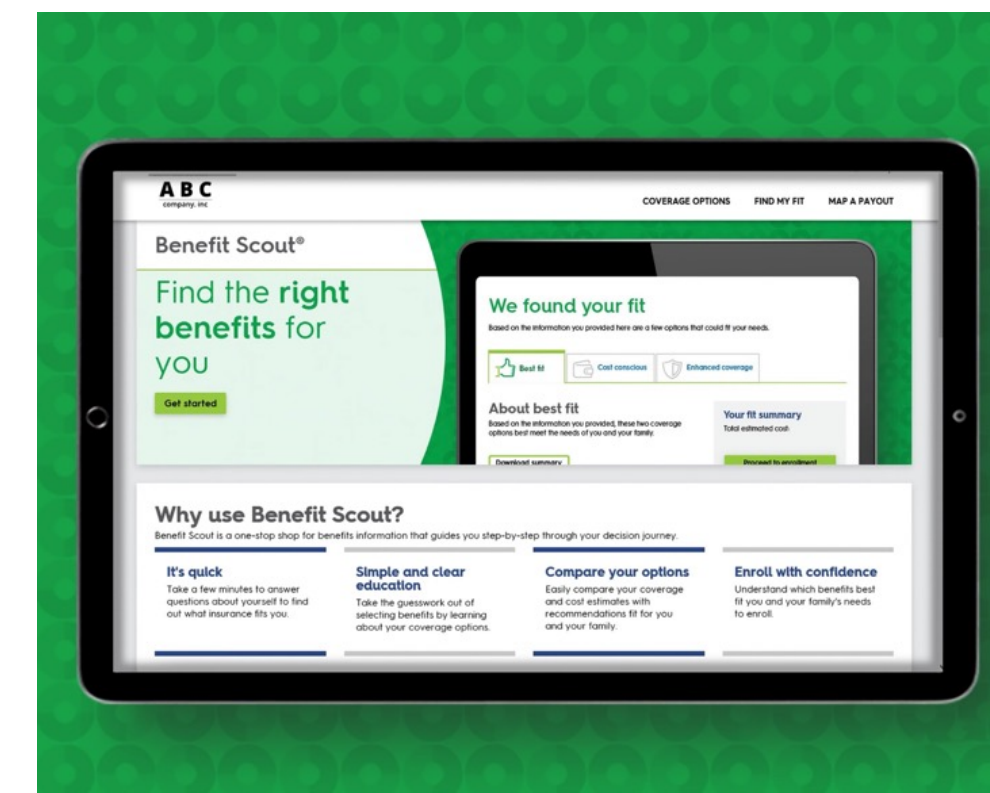 A B C
company. inc
COVERAGE OPTIONS FIND MY FIT MAP A PAYOUT
Benefit Scout®
Find the right
benefits for
you
Get started
We found your fit
Based on the information you provided here are a few options that could fit your needs.
Best fit Cost conscious Enhanced coverage
About best fit
Based on the information you provided, these two coverage
options best meet the needs of you and your family.
Download summary
Your fit summary
Total estimated cost:
Proceed to enrollment
Why use Benefit Scout?
Benefit Scout is a one-stop shop for benefits information that guides you step-by-step through your decision journey.
It's quick
Take a few minutes to answer
questions about yourself to find
out what insurance fits you.
Simple and clear
education
Take the guesswork out of
selecting benefits by learning
about your coverage options.
Compare your options
Easily compare your coverage
and cost estimates with
recommendations fit for you
and your family.
Enroll with confidence
Understand which benefits best
fit you and your family's needs
to enroll.